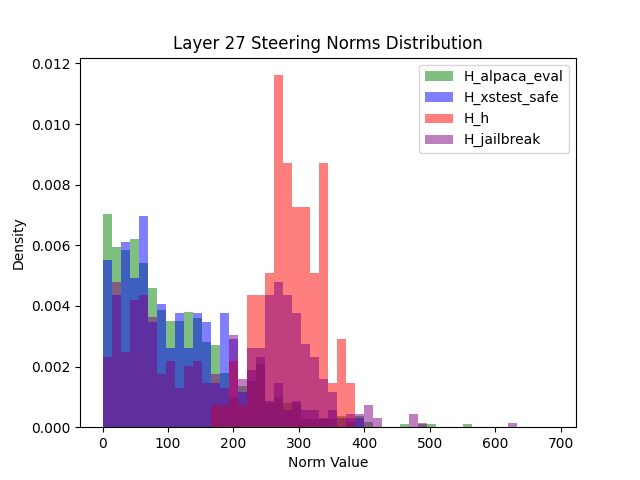 Layer 27 Steering Norms Distribution
H_alpaca_eval
H_xstest_safe
H_h
H_jailbreak
0.012
0.010
0.008
0.006
0.004
0.002
0.000
Density
0 100 200 300 400 500 600 700
Norm Value